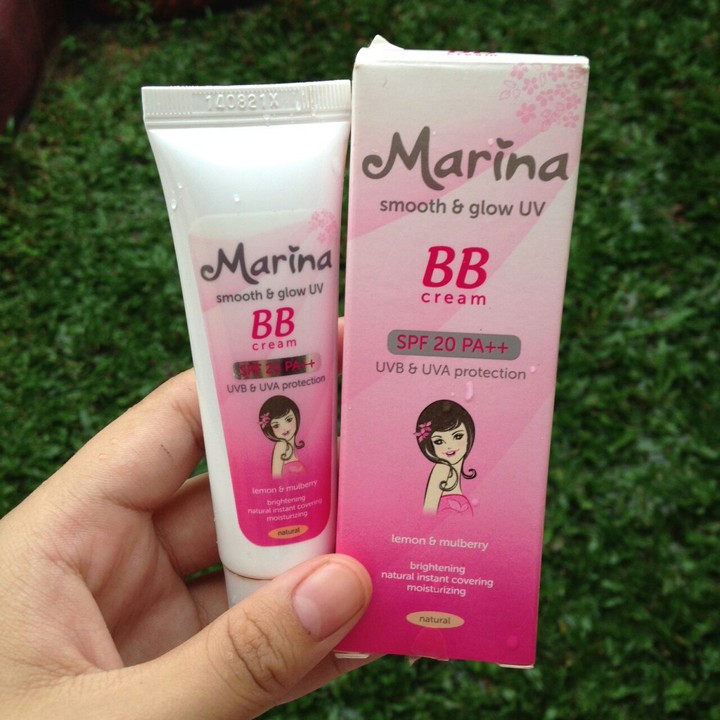 140821X
Marina
smooth & glow UV
BB
cream
SPF 20 PA++
UVB & UVA protection
lemon & mulberry
brightening
natural instant covering
moisturizing
natural
Marina
smooth & glow UV
BB
cream
SPF 20 PA++
UVB & UVA protection
lemon & mulberry
brightening
natural instant covering
moisturizing
natural